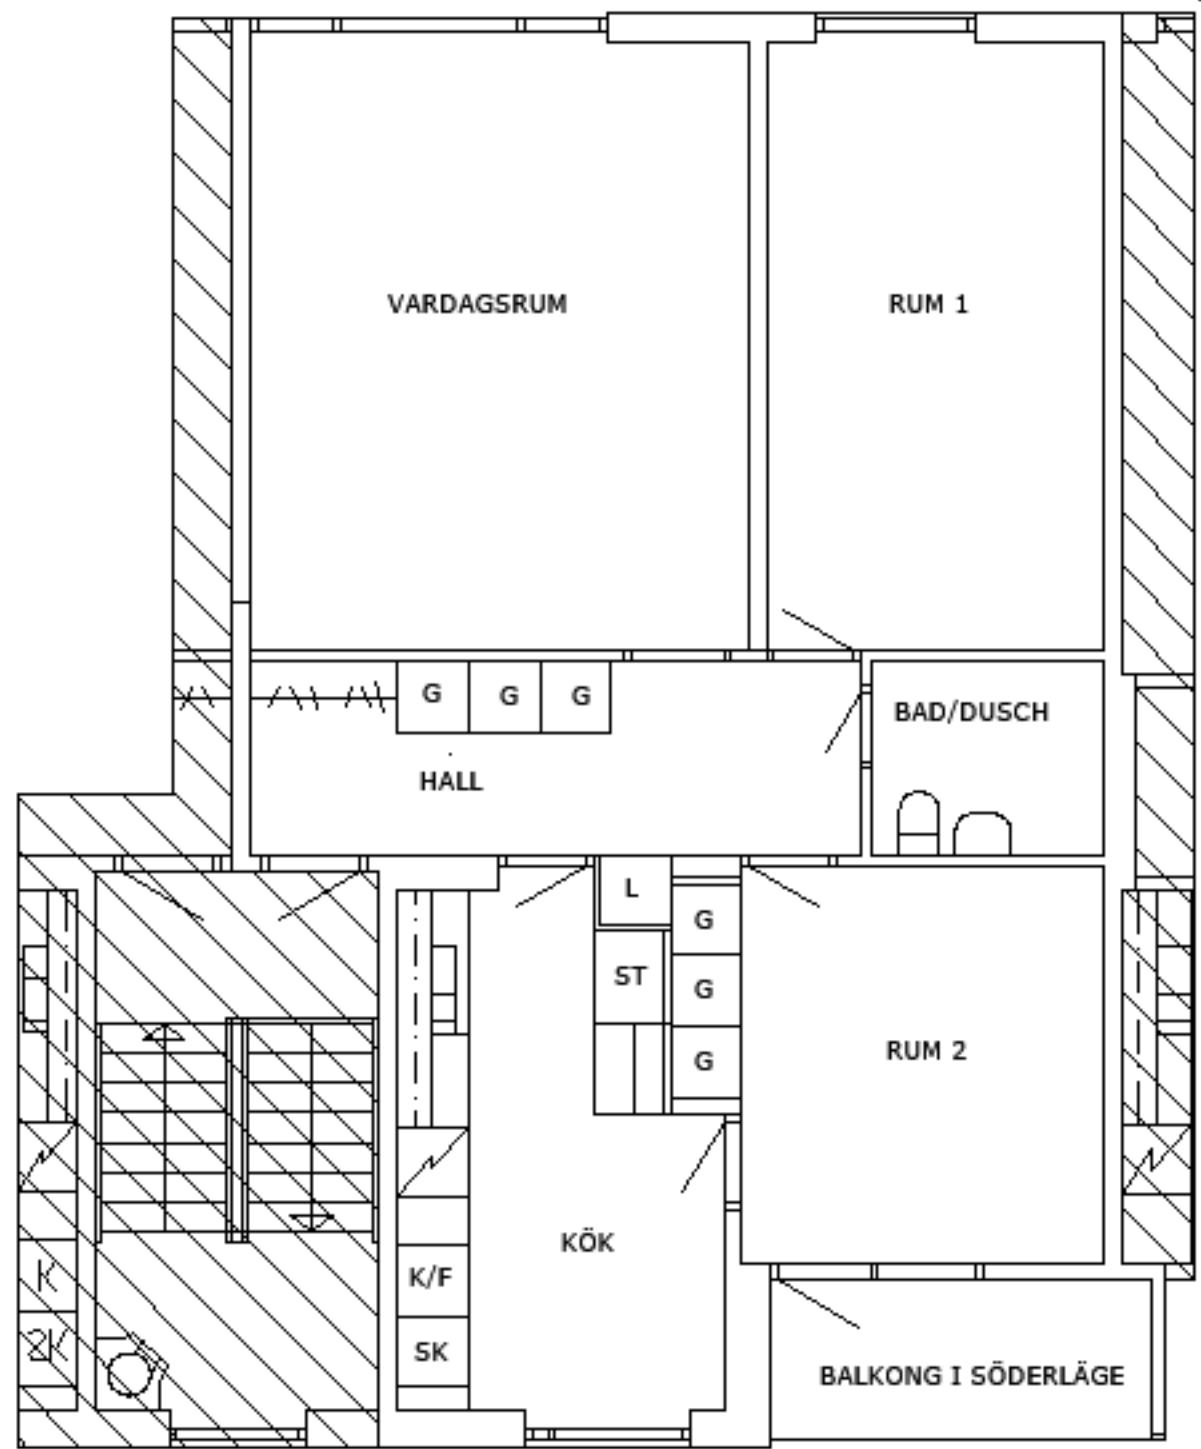 VARDAGSRUM
RUM 1
G
G
G
BAD/DUSCH
HALL
L
G
ST
G
G
RUM 2
KÖK
K
K/F
2K
SK
BALKONG I SÖDERLÄGE